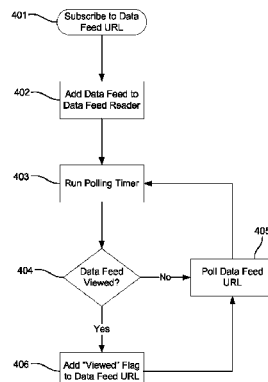 401
Subscribe to Data
Feed URL
402
Add Data Feed to
Data Feed Reader
403
Run Polling Timer
404
Data Feed
Viewed?
No
405
Poll Data Feed
URL
Yes
406
Add "Viewed" Flag
to Data Feed URL